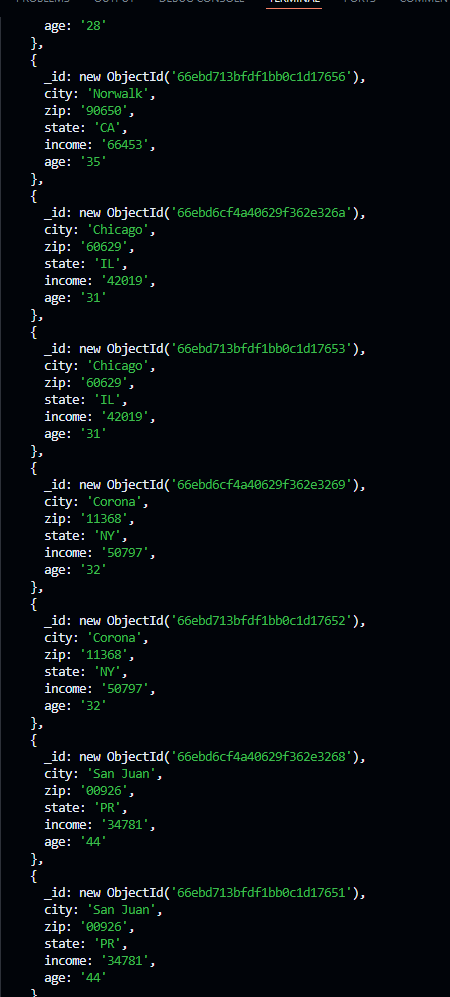 PROBLEMS OUTPUT DEBUG CONSOLE TERMINAL PORTS COMMEN
age: '28'
},
{
_id: new ObjectId('66ebd713bfdf1bb0c1d17656'),
city: 'Norwalk',
zip: '90650',
state: 'CA',
income: '66453',
age: '35'
},
{
_id: new ObjectId('66ebd6cf4a40629f362e326a'),
city: 'Chicago',
zip: '60629',
state: 'IL',
income: '42019',
age: '31'
},
{
_id: new ObjectId('66ebd713bfdf1bb0c1d17653'),
city: 'Chicago',
zip: '60629',
state: 'IL',
income: '42019',
age: '31'
},
{
_id: new ObjectId('66ebd6cf4a40629f362e3269'),
city: 'Corona',
zip: '11368',
state: 'NY',
income: '50797',
age: '32'
},
{
_id: new ObjectId('66ebd713bfdf1bb0c1d17652'),
city: 'Corona',
zip: '11368',
state: 'NY',
income: '50797',
age: '32'
},
{
_id: new ObjectId('66ebd6cf4a40629f362e3268'),
city: 'San Juan',
zip: '00926',
state: 'PR',
income: '34781',
age: '44'
},
{
_id: new ObjectId('66ebd713bfdf1bb0c1d17651'),
city: 'San Juan',
zip: '00926',
state: 'PR',
income: '34781',
age: '44'
}